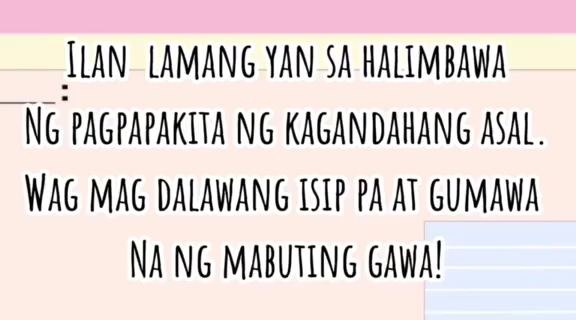 Ilan lamang yan sa halimbawa
____:
Ng pagpapakita ng kagandahang asal.
Wag mag dalawang isip pa at gumawa
Na ng mabuting gawa!